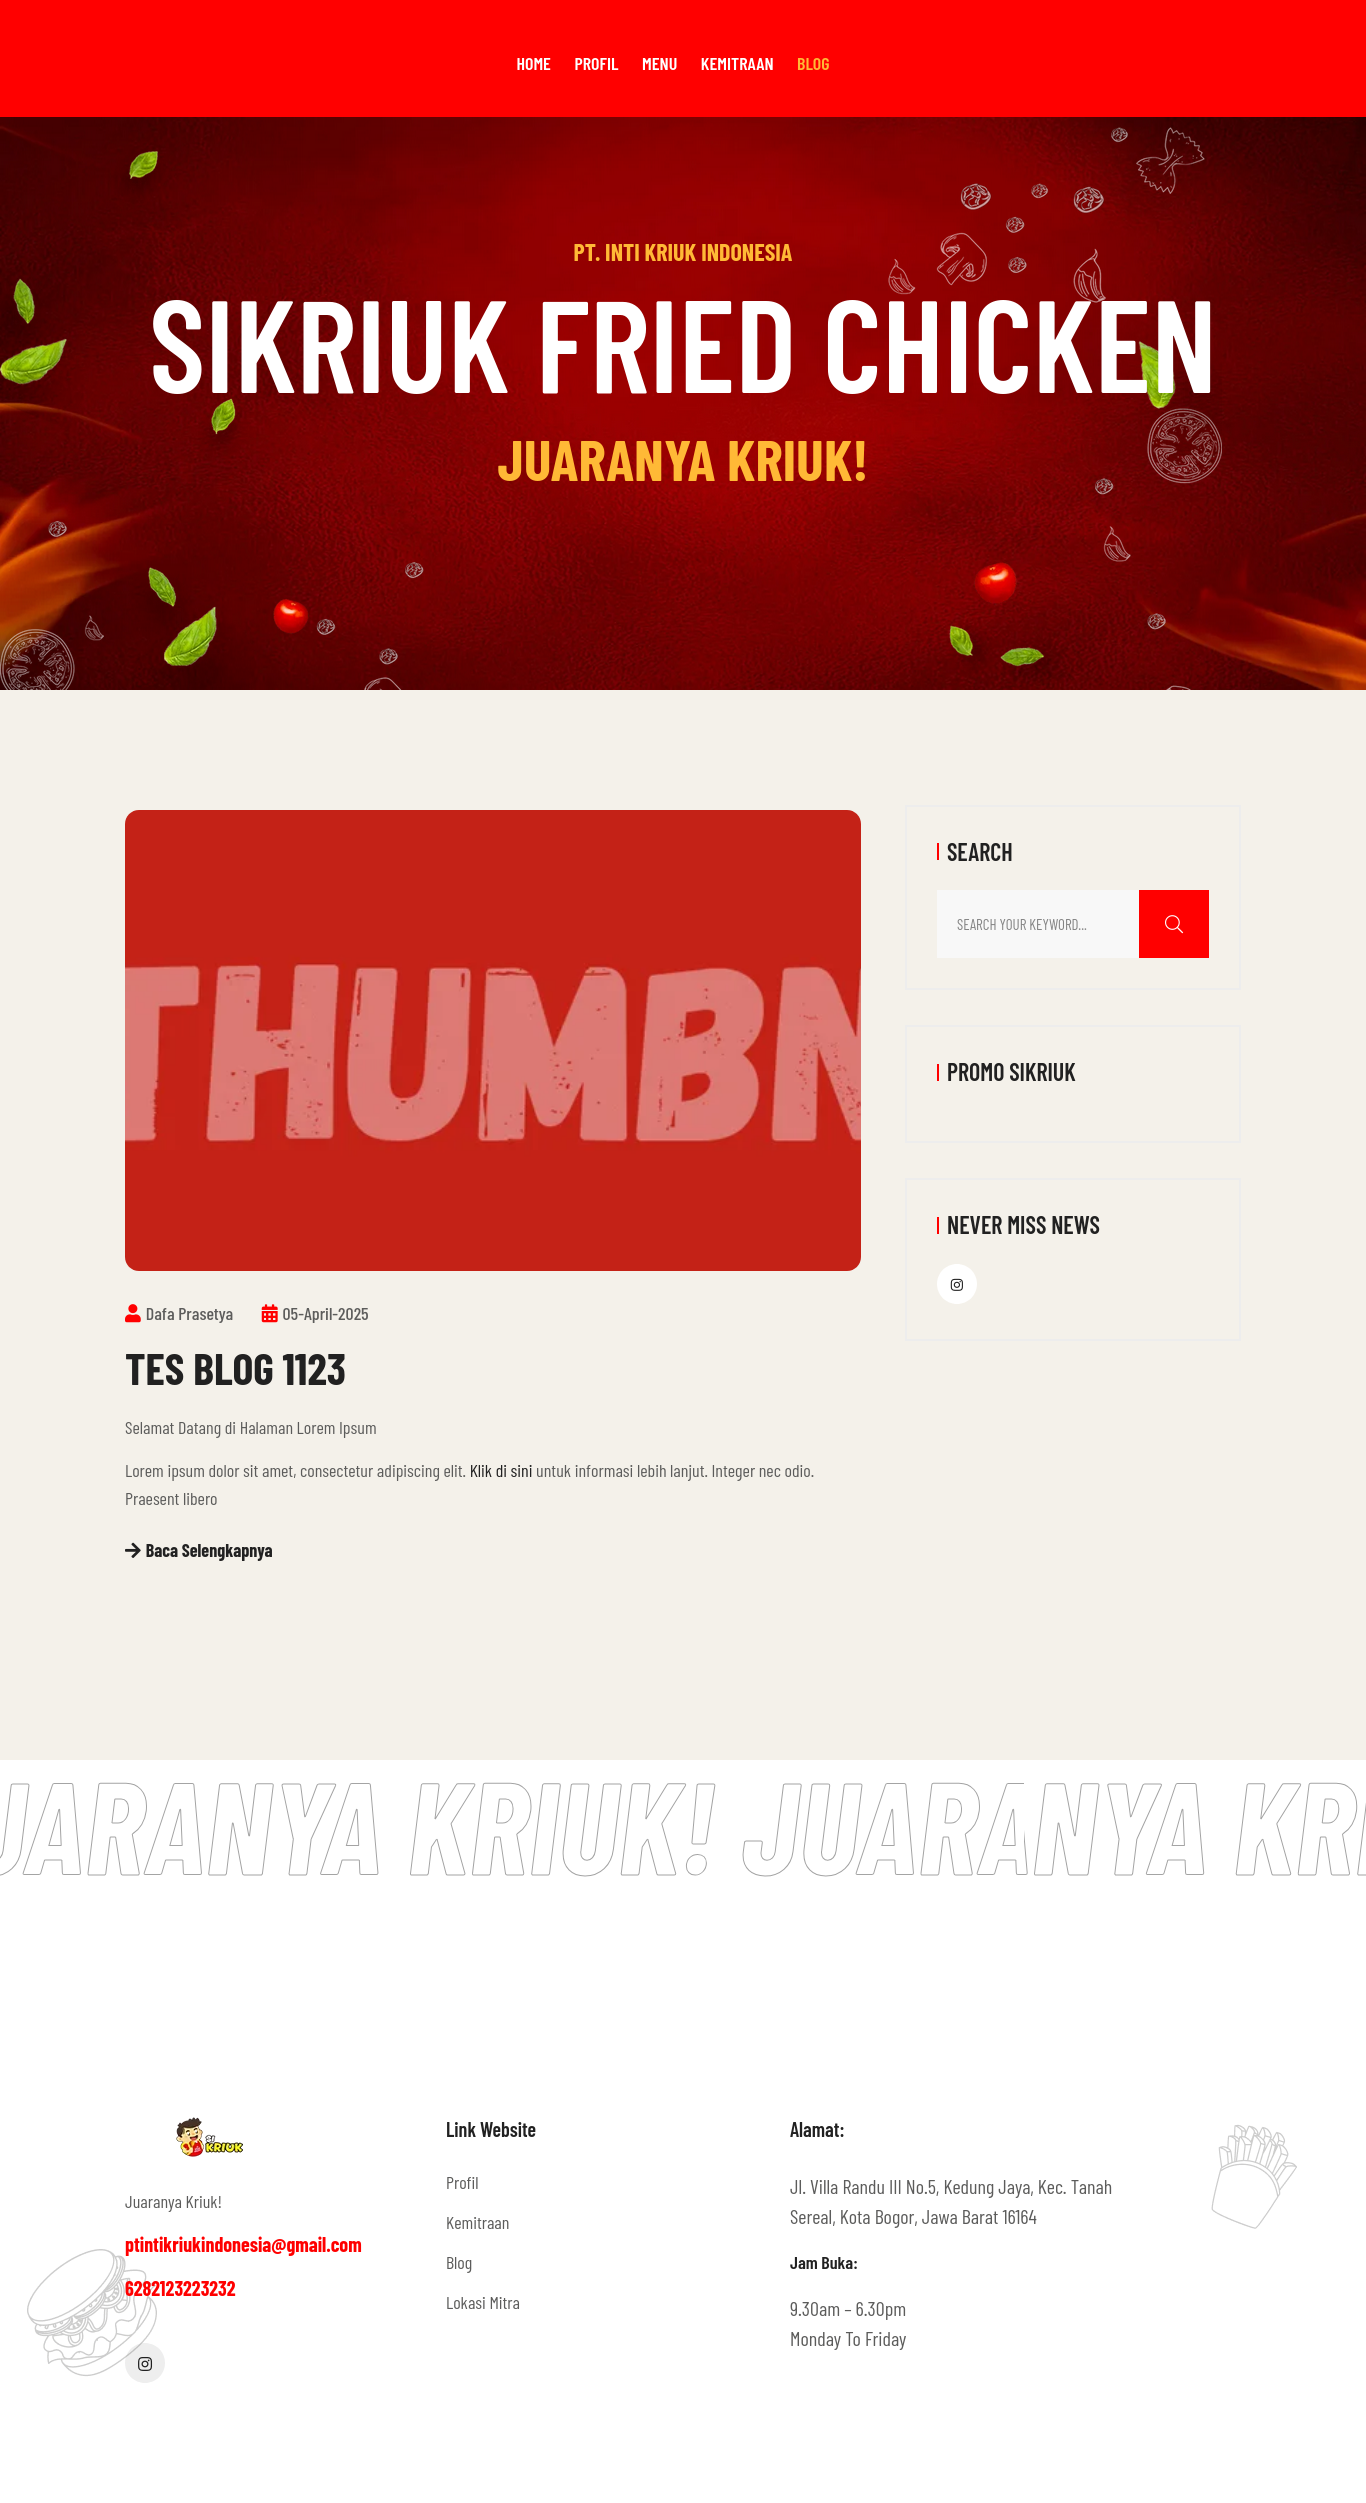 HOME PROFIL MENU KEMITRAAN BLOG
PT. INTI KRIUK INDONESIA
SIKRIUK FRIED CHICKEN
JUARANYA KRIUK!
THUMBN
Dafa Prasetya 05-April-2025
TES BLOG 1123
Selamat Datang di Halaman Lorem Ipsum
Lorem ipsum dolor sit amet, consectetur adipiscing elit. Klik di sini untuk informasi lebih lanjut. Integer nec odio.
Praesent libero
Baca Selengkapnya
SEARCH
SEARCH YOUR KEYWORD...
PROMO SIKRIUK
NEVER MISS NEWS
UARANYA KRIUK! JUARANYA KRI
SI
KRIUK
Juaranya Kriuk!
ptintikriukindonesia@gmail.com
6282123223232
Link Website
Profil
Kemitraan
Blog
Lokasi Mitra
Alamat:
Jl. Villa Randu III No.5, Kedung Jaya, Kec. Tanah
Sereal, Kota Bogor, Jawa Barat 16164
Jam Buka:
9.30am – 6.30pm
Monday To Friday